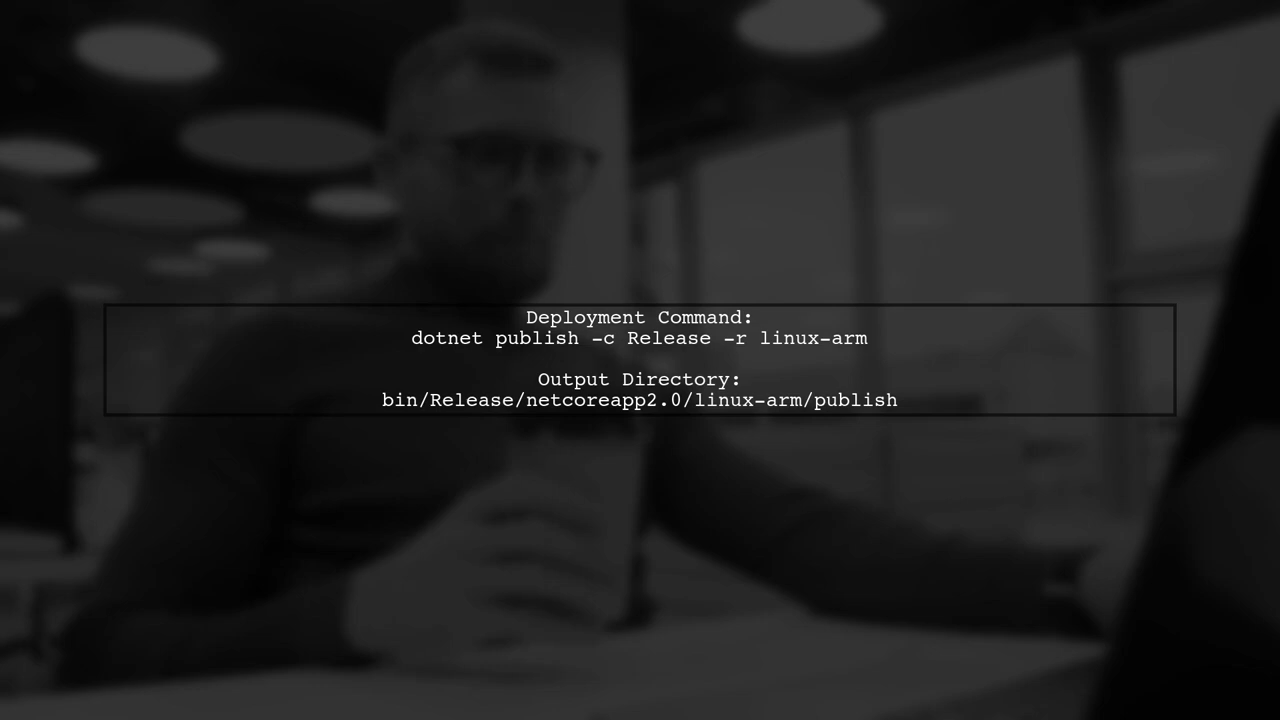 Deployment Command:
dotnet publish -c Release -r linux-arm
Output Directory:
bin/Release/netcoreapp2.0/linux-arm/publish